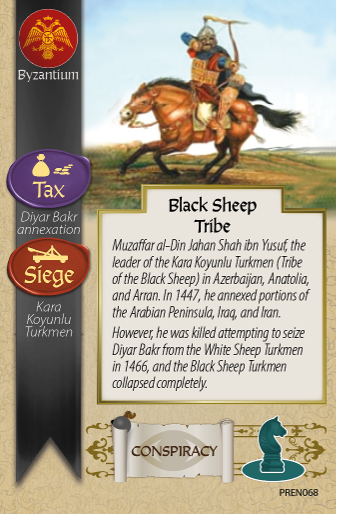 Byzantium
Tax
Diyar Bakr
annexation
Siege
Kara
Koyunlu
Turkmen
Black Sheep
Tribe
Muzaffar al-Din Jahan Shah ibn Yusuf, the
leader of the Kara Koyunlu Turkmen (Tribe
of the Black Sheep) in Azerbaijan, Anatolia,
and Arran. In 1447, he annexed portions of
the Arabian Peninsula, Iraq, and Iran.
However, he was killed attempting to seize
Diyar Bakr from the White Sheep Turkmen
in 1466, and the Black Sheep Turkmen
collapsed completely.
CONSPIRACY
PREN068